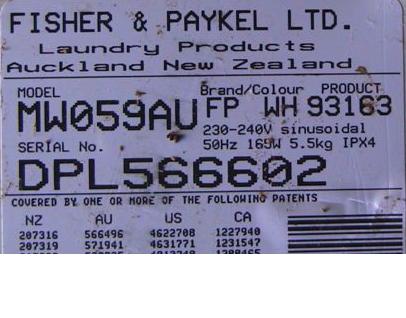 FISHER & PAYKEL LTD.
Laundry Products
Auckland New Zealand
MODEL Brand/Colour PRODUCT
MW059AU FP WH 93163
230-240V sinusoidal
SERIAL No. 50Hz 165W 5.5kg IPX4
DPL566602
COVERED BY ONE OR MORE OF THE FOLLOWING PATENTS
NZ AU US CA
207316 566496 4622708 1227940
207319 571941 4631771 1231547